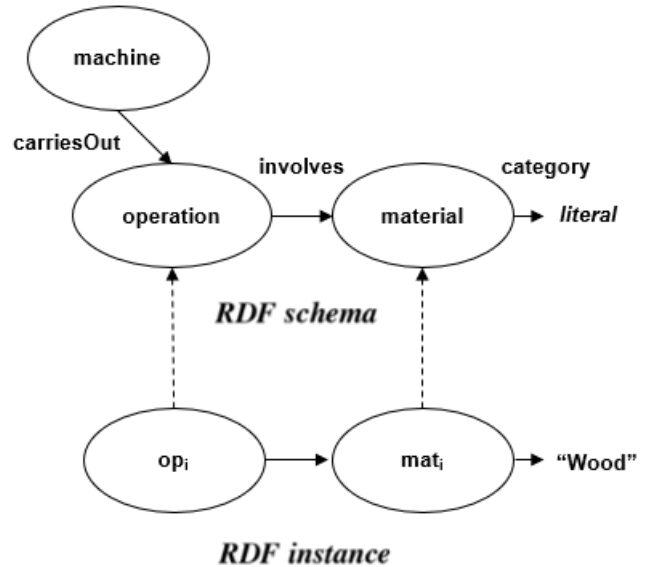 machine
carriesOut
involves
category
operation
material
literal
RDF schema
opᵢ
matᵢ
“Wood”
RDF instance